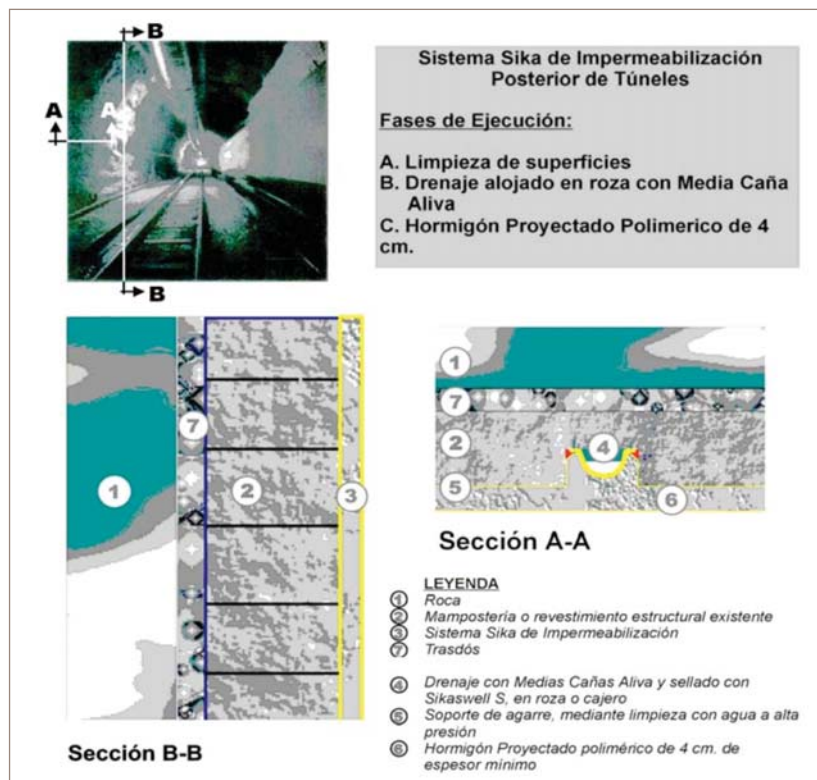 B
A
A
B
Sistema Sika de Impermeabilización
Posterior de Túneles
Fases de Ejecución:
A. Limpieza de superficies
B. Drenaje alojado en roza con Media Caña
Aliva
C. Hormigón Proyectado Polimerico de 4
cm.
1
7
2
3
Sección B-B
1
7
2
4
5
6
Sección A-A
LEYENDA
1 Roca
2 Mampostería o revestimiento estructural existente
3 Sistema Sika de Impermeabilización
7 Trasdós
4 Drenaje con Medias Cañas Aliva y sellado con
Sikaswell S, en roza o cajero
5 Soporte de agarre, mediante limpieza con agua a alta
presión
6 Hormigón Proyectado polimérico de 4 cm. de
espesor mínimo